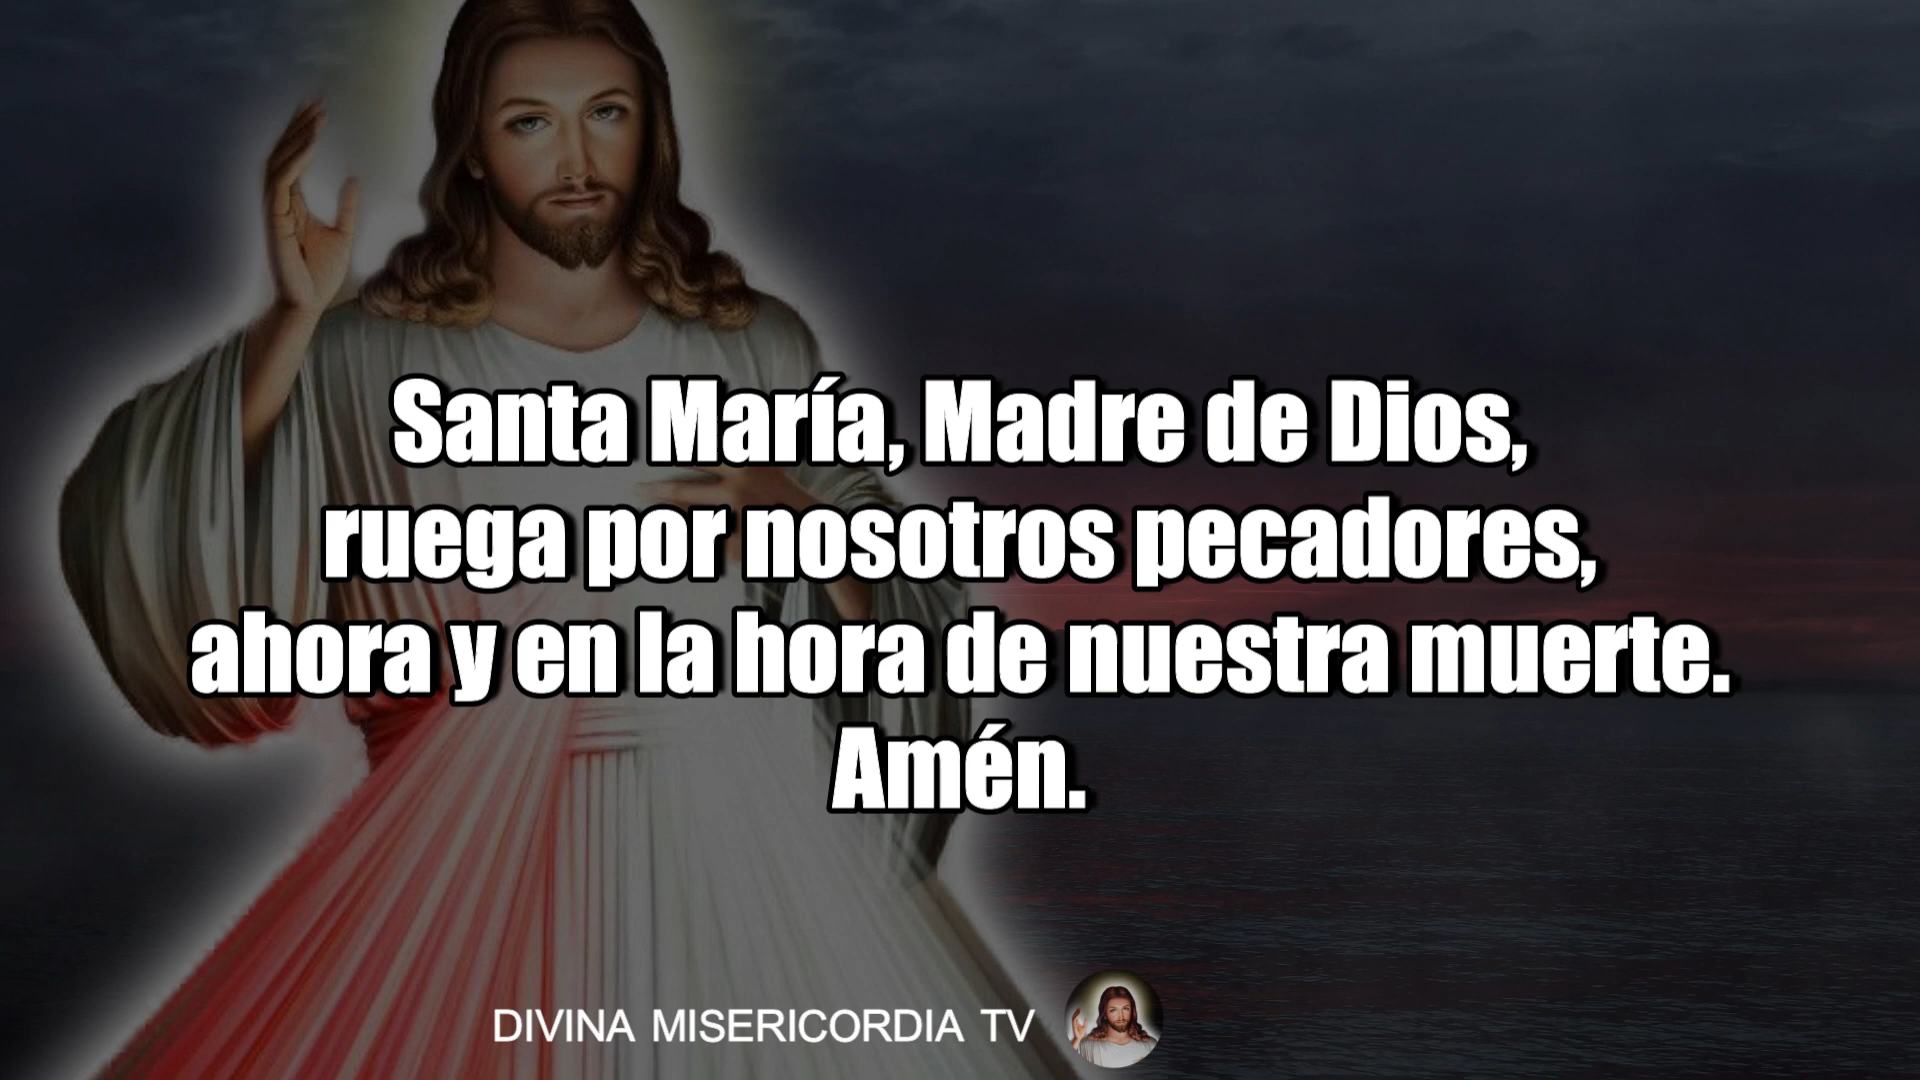 Santa María, Madre de Dios,
ruega por nosotros pecadores,
ahora y en la hora de nuestra muerte.
Amén.
DIVINA MISERICORDIA TV